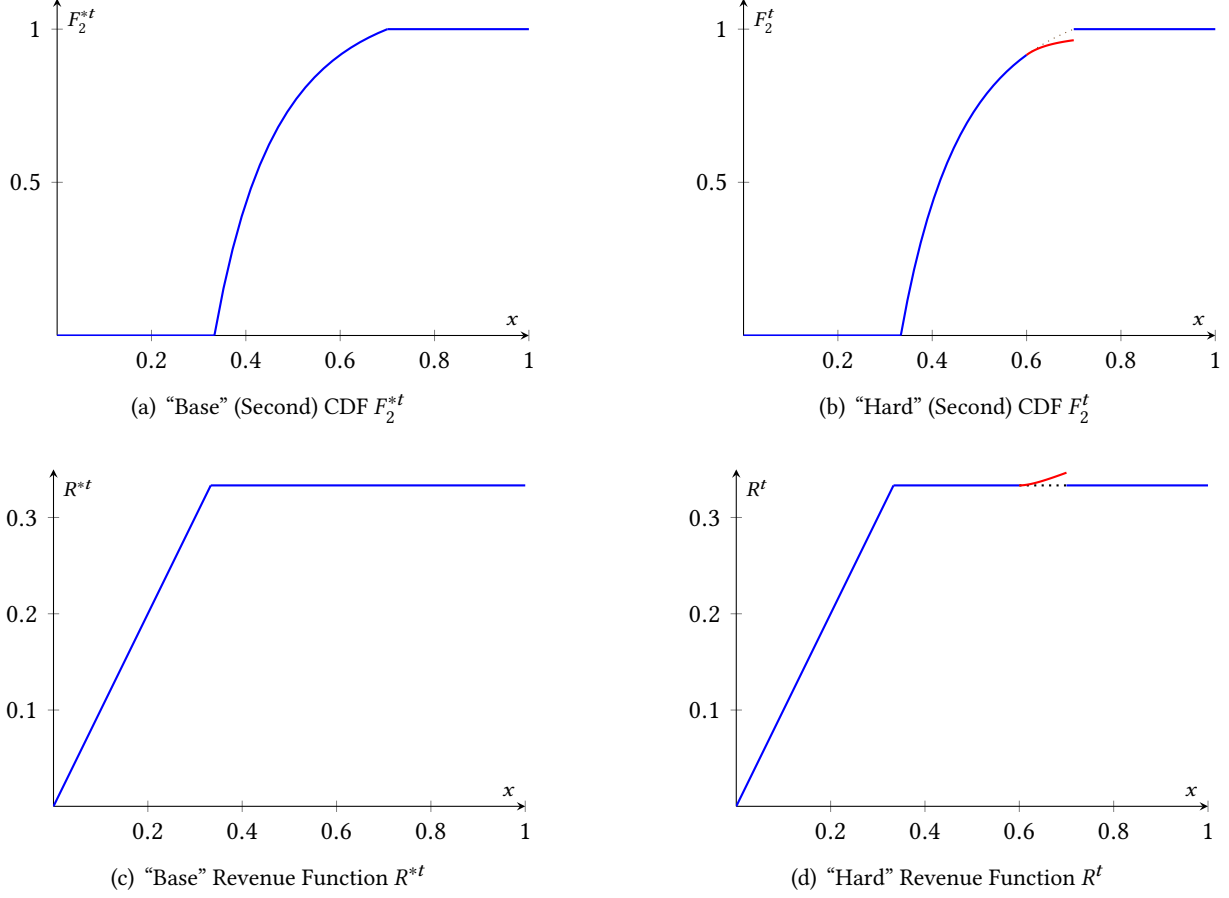 F_2^{*t}
1
0.5
x
0.2 0.4 0.6 0.8 1
(a) “Base” (Second) CDF F_2^{*t}
F_2^t
1
0.5
x
0.2 0.4 0.6 0.8 1
(b) “Hard” (Second) CDF F_2^t
R^{*t}
0.3
0.2
0.1
x
0.2 0.4 0.6 0.8 1
(c) “Base” Revenue Function R^{*t}
R^t
0.3
0.2
0.1
x
0.2 0.4 0.6 0.8 1
(d) “Hard” Revenue Function R^t